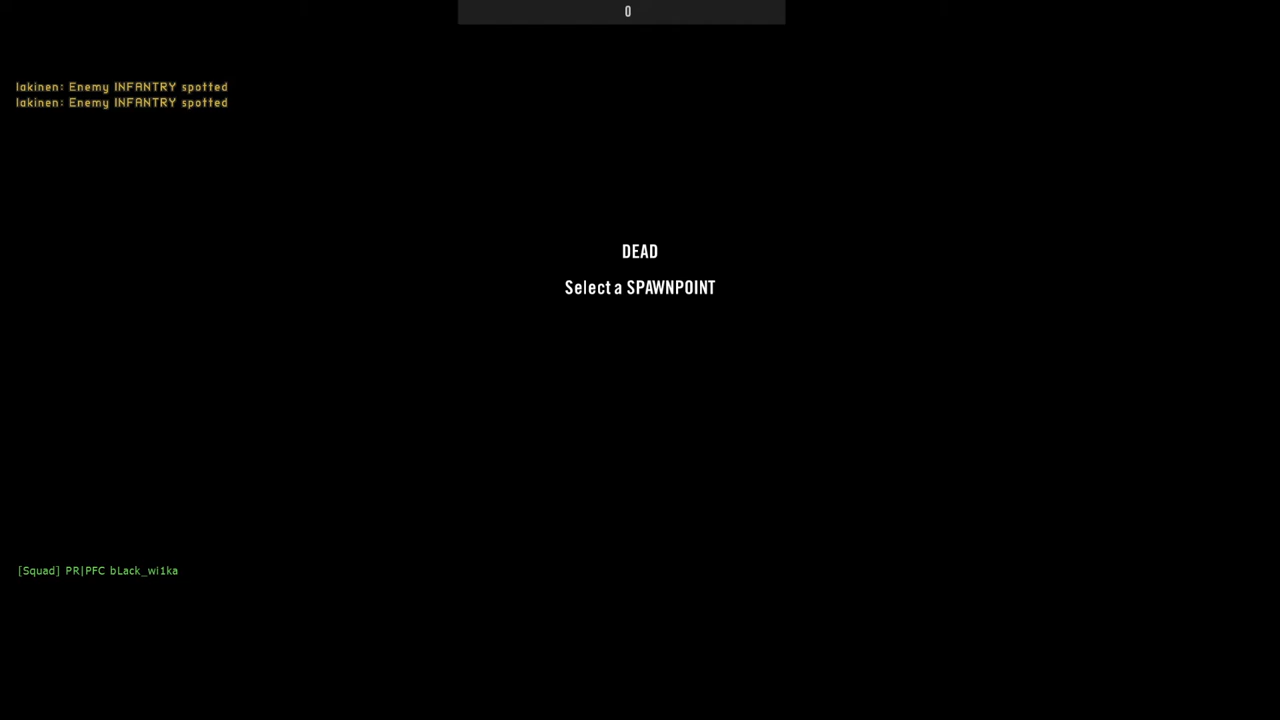 0
lakinen: Enemy INFANTRY spotted
lakinen: Enemy INFANTRY spotted
DEAD
Select a SPAWNPOINT
[Squad] PR|PFC bLack_wi1ka